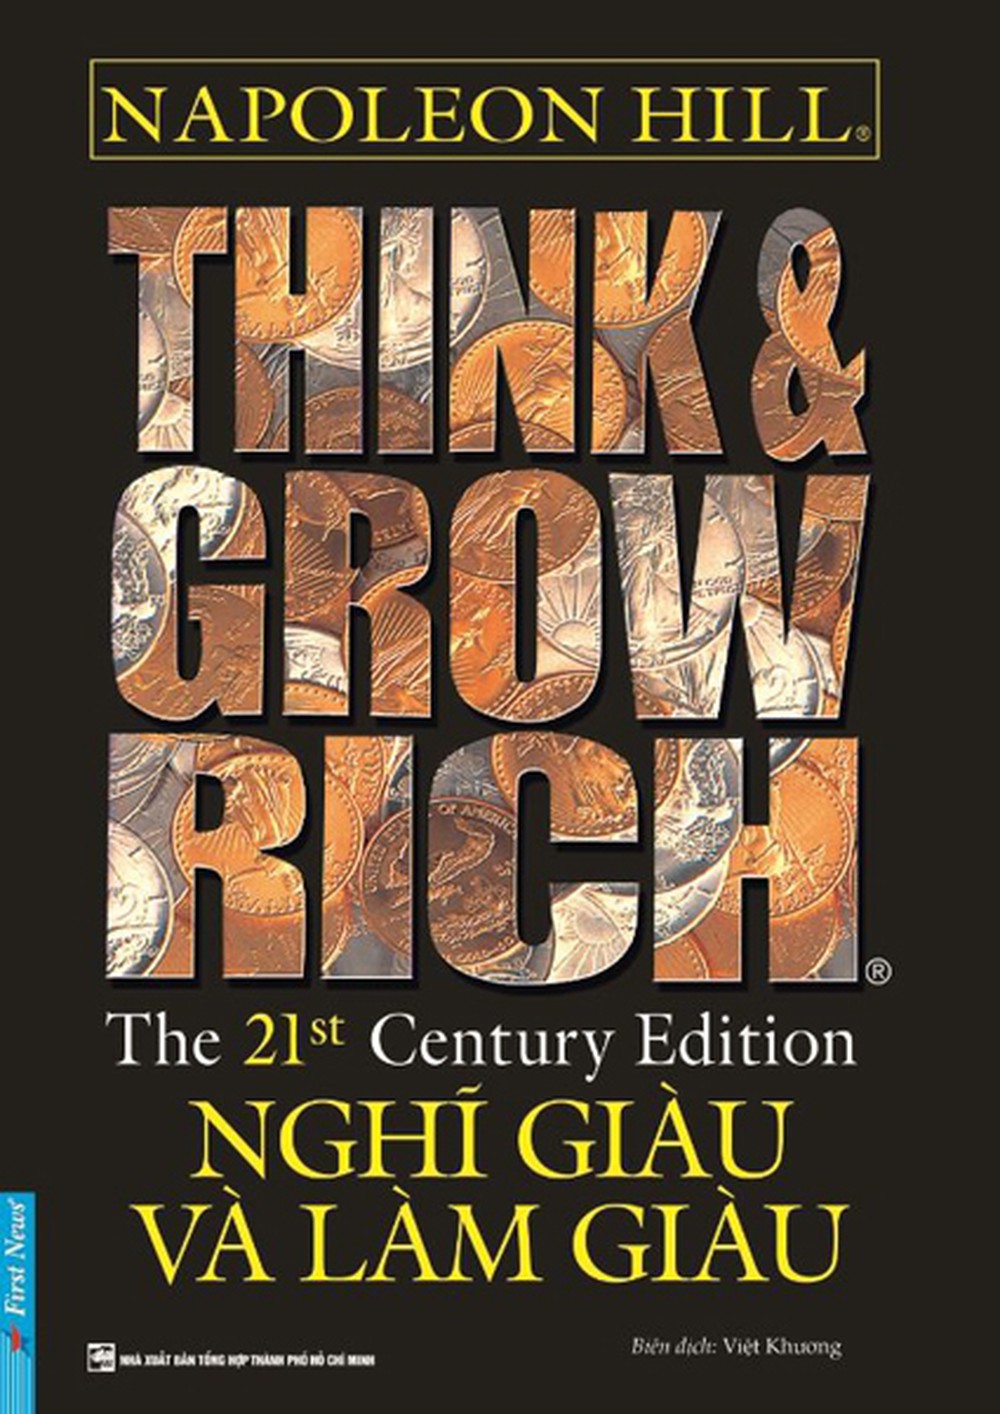 NAPOLEON HILL®
THINK &
GROW
RICH®
The 21st Century Edition
NGHĨ GIÀU
VÀ LÀM GIÀU
First News®
Biên dịch: Việt Khương
NHÀ XUẤT BẢN TỔNG HỢP THÀNH PHỐ HỒ CHÍ MINH